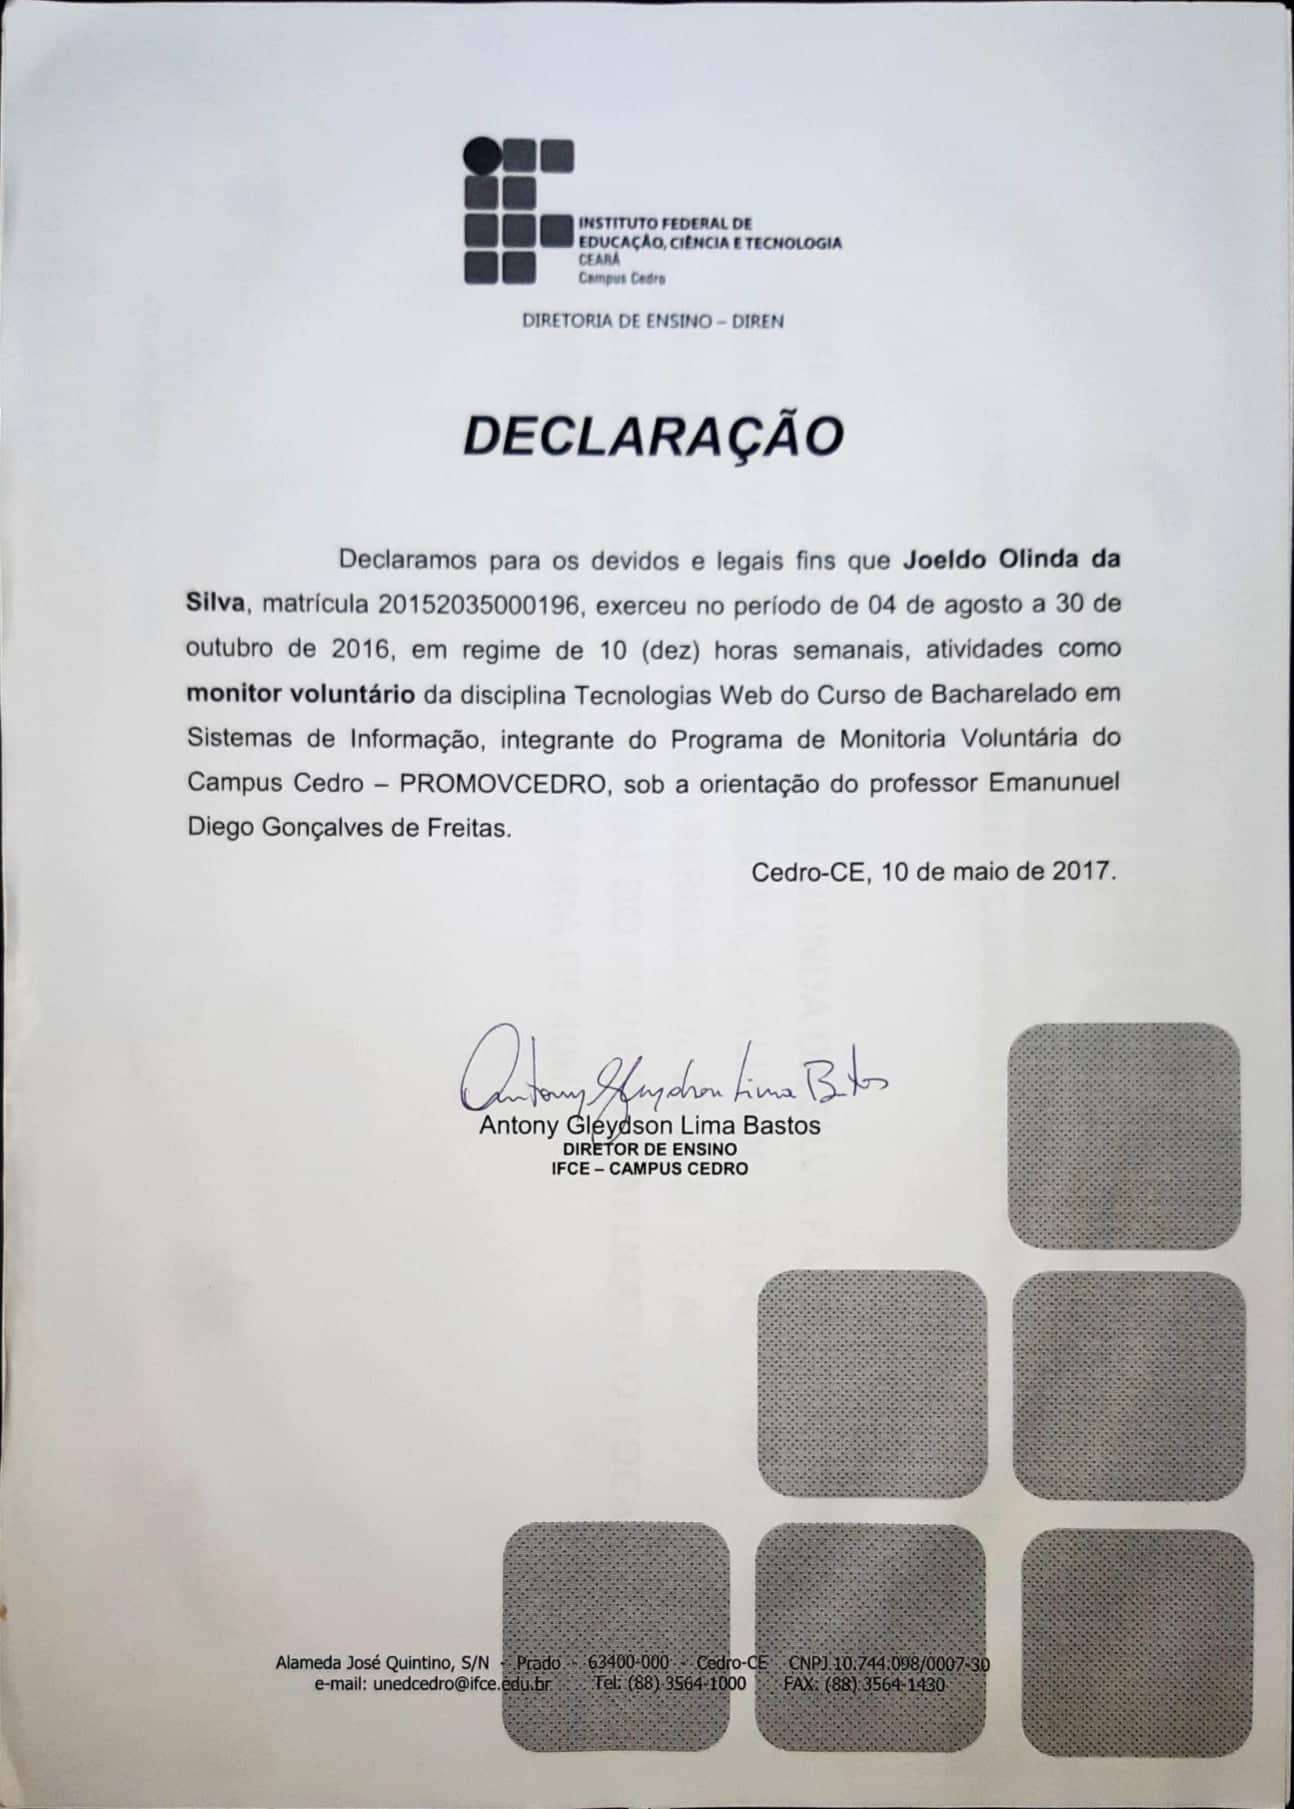 INSTITUTO FEDERAL DE
EDUCAÇÃO, CIÊNCIA E TECNOLOGIA
CEARÁ
Campus Cedro
DIRETORIA DE ENSINO – DIREN
DECLARAÇÃO
Declaramos para os devidos e legais fins que Joeldo Olinda da
Silva, matrícula 20152035000196, exerceu no período de 04 de agosto a 30 de
outubro de 2016, em regime de 10 (dez) horas semanais, atividades como
monitor voluntário da disciplina Tecnologias Web do Curso de Bacharelado em
Sistemas de Informação, integrante do Programa de Monitoria Voluntária do
Campus Cedro – PROMOVCEDRO, sob a orientação do professor Emanunuel
Diego Gonçalves de Freitas.
Cedro-CE, 10 de maio de 2017.
Antony Gleydson Lima Bastos
Antony Gleydson Lima Bastos
DIRETOR DE ENSINO
IFCE – CAMPUS CEDRO
Alameda José Quintino, S/N - Prado - 63400-000 - Cedro-CE CNPJ 10.744.098/0007-30
e-mail: unedcedro@ifce.edu.br Tel: (88) 3564-1000 FAX: (88) 3564-1430